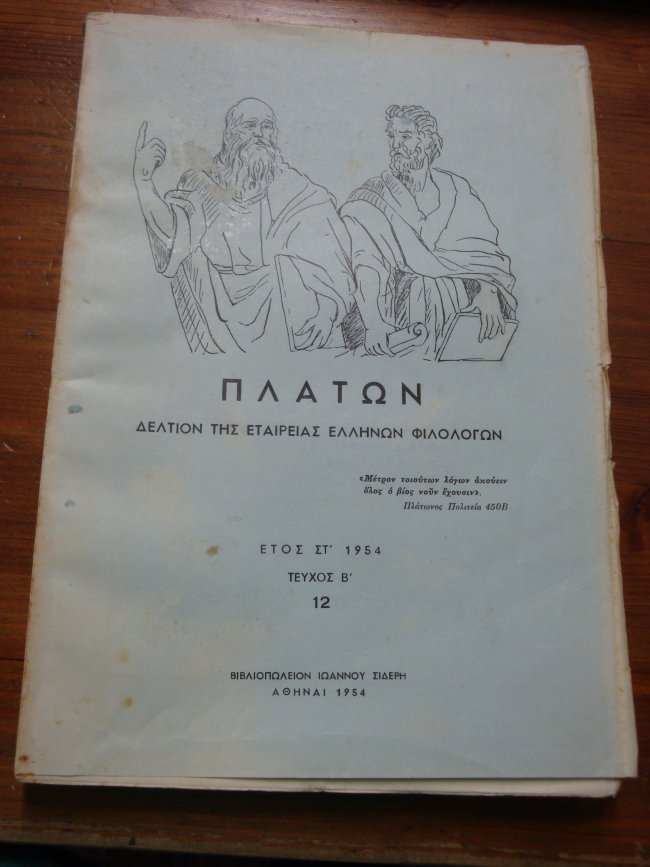 ΠΛΑΤΩΝ
ΔΕΛΤΙΟΝ ΤΗΣ ΕΤΑΙΡΕΙΑΣ ΕΛΛΗΝΩΝ ΦΙΛΟΛΟΓΩΝ
«Μέτρον τοιούτων λόγων ἀκούειν
ὅλος ὁ βίος νοῦν ἔχουσιν».
Πλάτωνος Πολιτεία 450Β
ΕΤΟΣ ΣΤ' 1954
ΤΕΥΧΟΣ Β'
12
ΒΙΒΛΙΟΠΩΛΕΙΟΝ ΙΩΑΝΝΟΥ ΣΙΔΕΡΗ
ΑΘΗΝΑΙ 1954